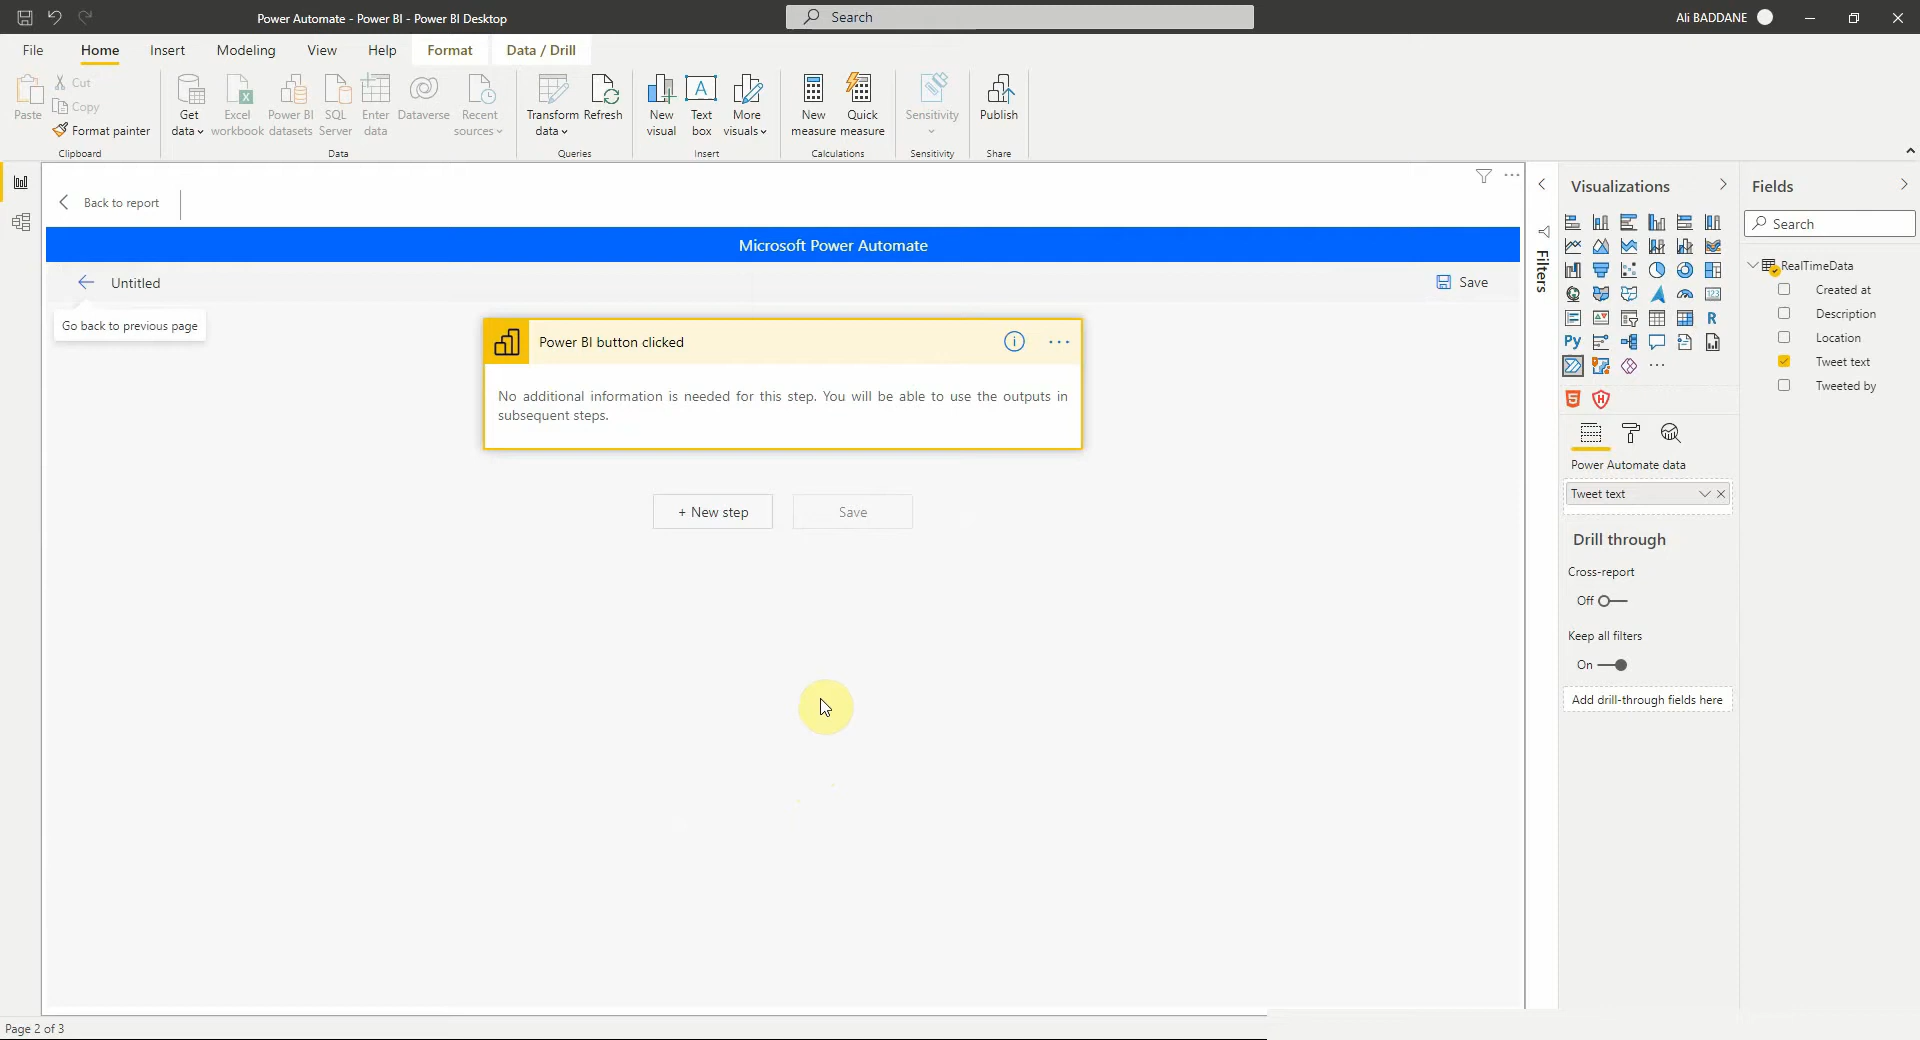 Power Automate - Power BI - Power BI Desktop
Search
Ali BADDANE
File Home Insert Modeling View Help Format Data / Drill
Paste
Cut
Copy
Format painter
Clipboard
Get data
Excel workbook
Power BI datasets
SQL Server
Enter data
Dataverse
Recent sources
Data
Transform data
Refresh
Queries
New visual
Text box
More visuals
Insert
New measure
Quick measure
Calculations
Sensitivity
Sensitivity
Publish
Share
Back to report
Microsoft Power Automate
Untitled
Save
Go back to previous page
Power BI button clicked
No additional information is needed for this step. You will be able to use the outputs in
subsequent steps.
+ New step
Save
Filters
Visualizations
Power Automate data
Tweet text
Drill through
Cross-report
Off
Keep all filters
On
Add drill-through fields here
Fields
Search
RealTimeData
Created at
Description
Location
Tweet text
Tweeted by
Page 2 of 3